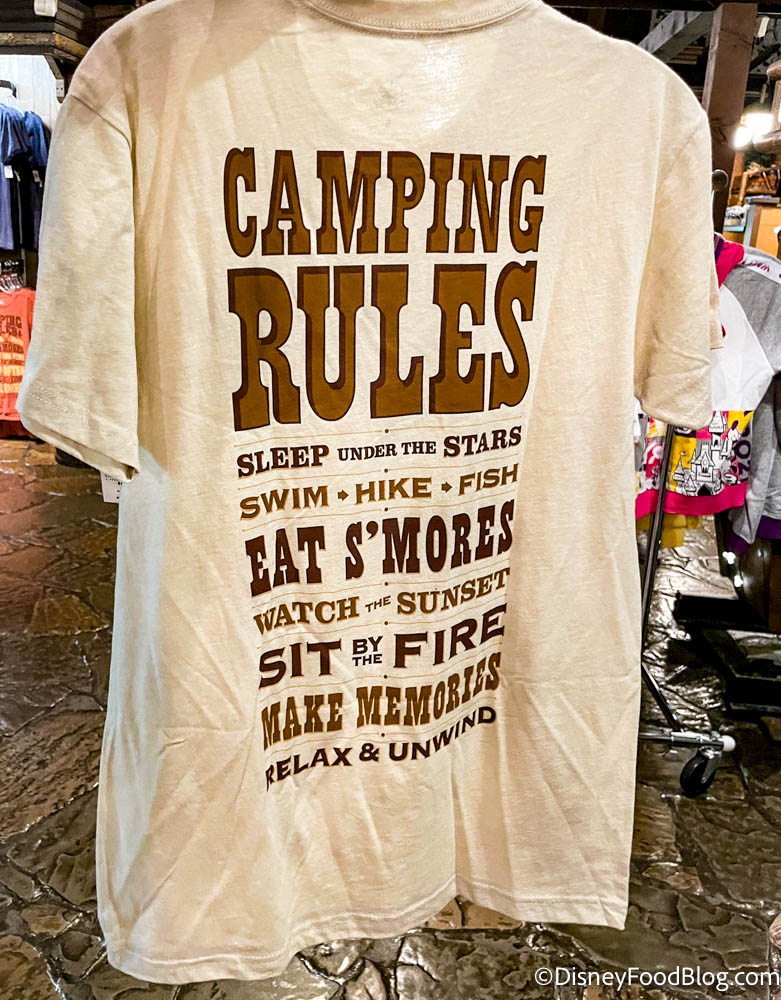 CAMPING
RULES
SLEEP UNDER THE STARS
SWIM → HIKE → FISH
EAT S'MORES
WATCH THE SUNSET
SIT BY THE FIRE
MAKE MEMORIES
RELAX & UNWIND
©DisneyFoodBlog.com